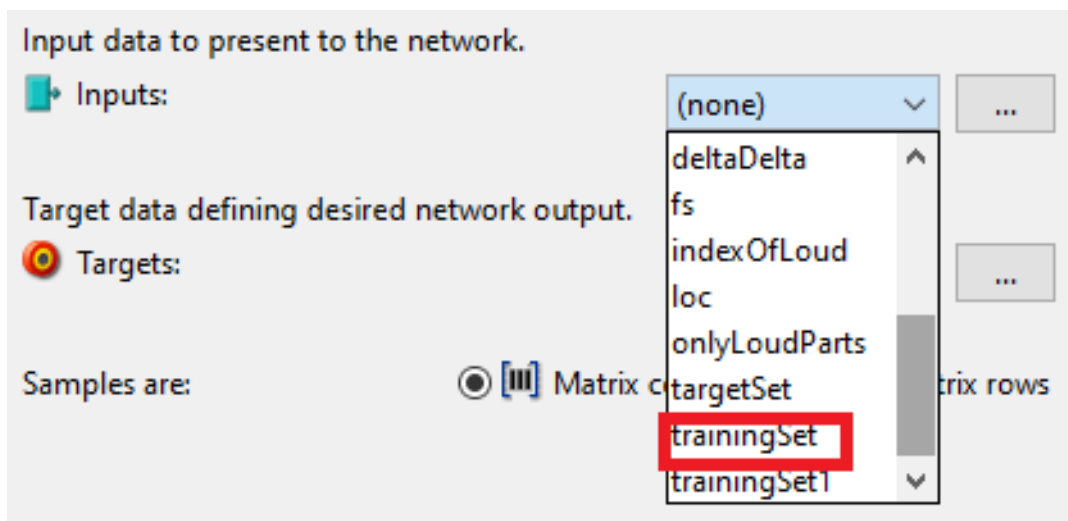 Input data to present to the network.
Inputs:
(none)
...
deltaDelta
fs
Target data defining desired network output.
indexOfLoud
Targets:
...
loc
onlyLoudParts
Samples are:
Matrix c
targetSet
trix rows
trainingSet
trainingSet1